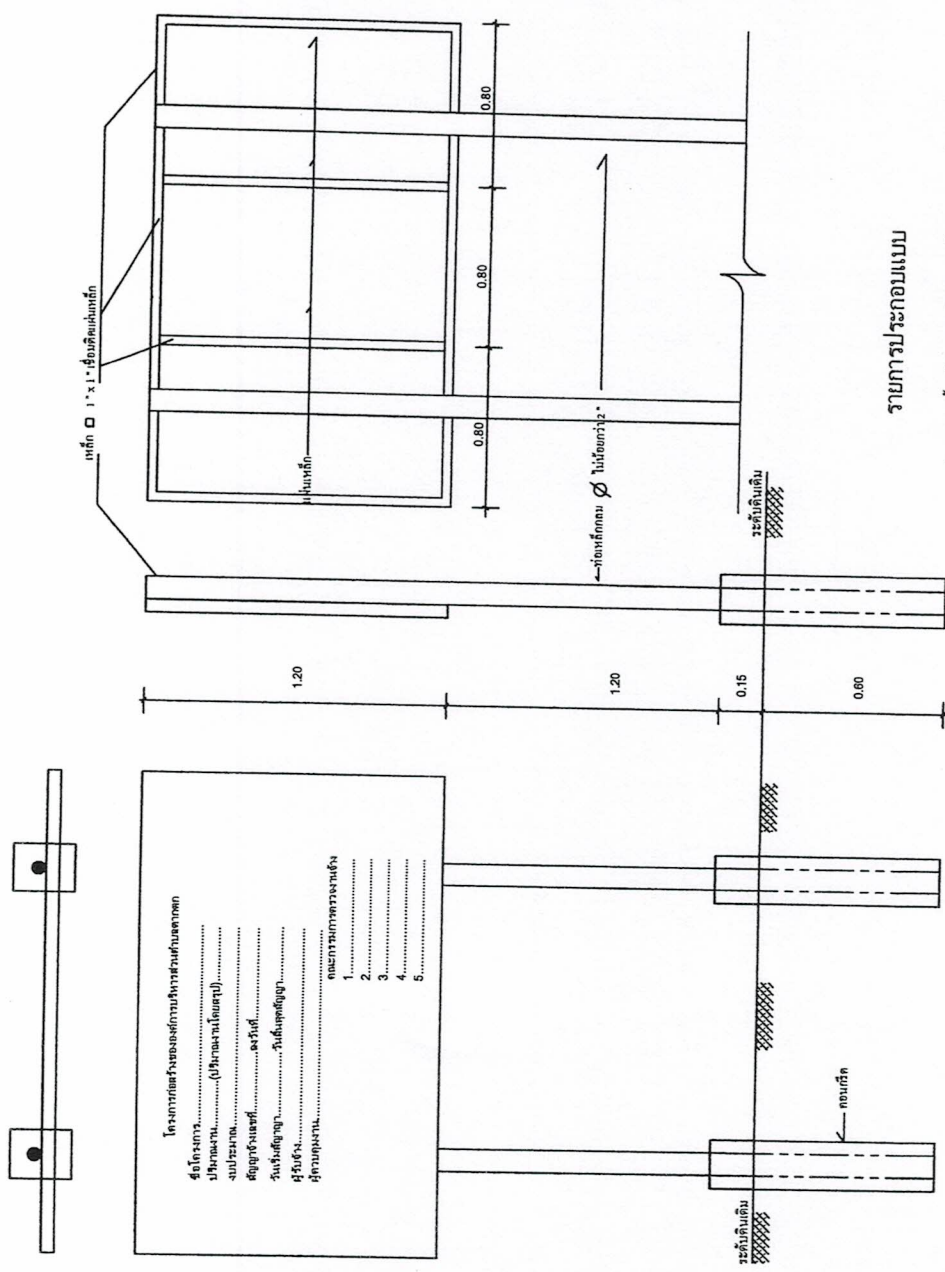 โครงการก่อสร้างขององค์การบริหารส่วนตำบลตากตก
ชื่อโครงการ..............................
ปริมาณงาน...............(ปริมาณงานโดยสรุป)..............
งบประมาณ..............................
สัญญาจ้างเลขที่....................ลงวันที่....................
วันเริ่มสัญญา....................วันสิ้นสุดสัญญา....................
ผู้รับจ้าง..............................
ผู้ควบคุมงาน..............................
คณะกรรมการตรวจงานจ้าง
1....................
2....................
3....................
4....................
5....................
ระดับดินเดิม
คอนกรีต
1.20
1.20
0.15
0.60
เหล็ก 1" x 1" เชื่อมติดแผ่นเหล็ก
แผ่นเหล็ก
0.80
0.80
0.80
ท่อเหล็กกลม Ø ไม่น้อยกว่า 2 "
ระดับดินเดิม
รายการประกอบแบบ